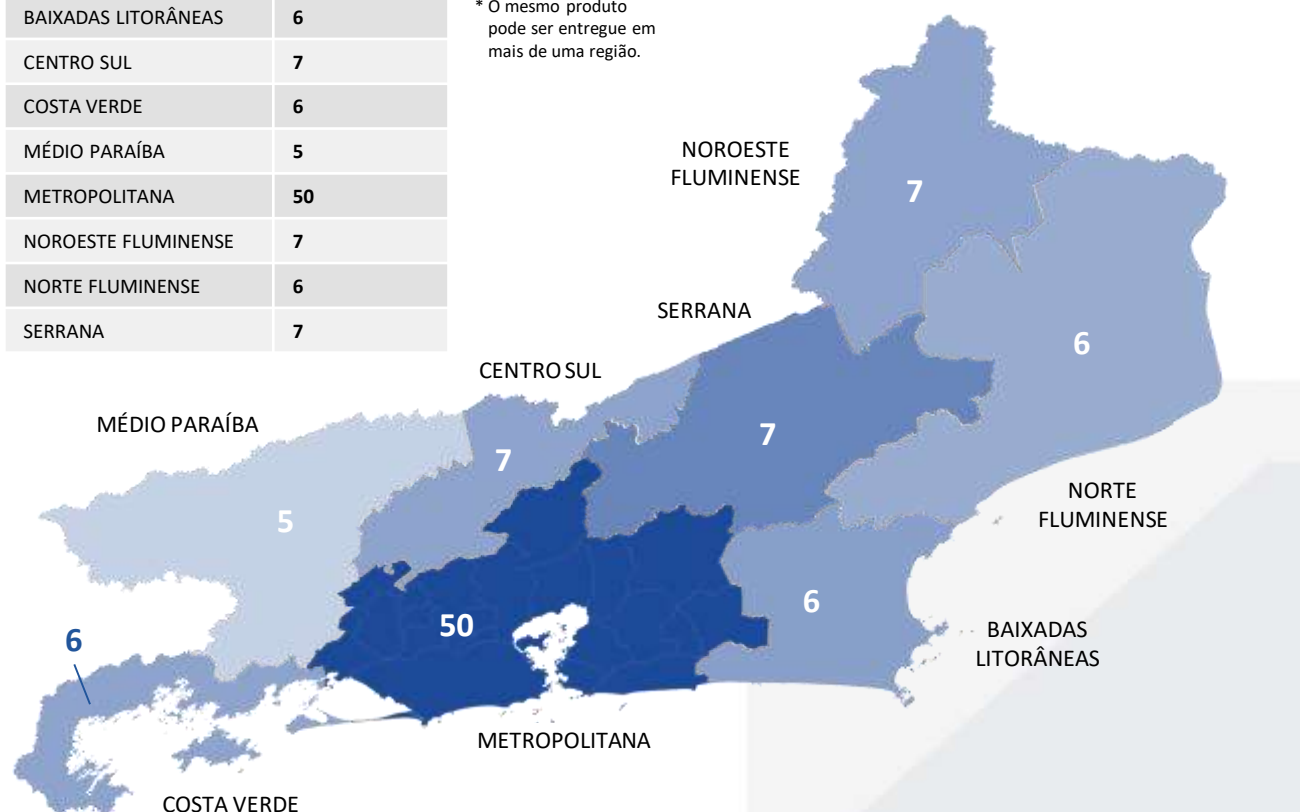 BAIXADAS LITORÂNEAS 6
CENTRO SUL 7
COSTA VERDE 6
MÉDIO PARAÍBA 5
METROPOLITANA 50
NOROESTE FLUMINENSE 7
NORTE FLUMINENSE 6
SERRANA 7
* O mesmo produto
pode ser entregue em
mais de uma região.
NOROESTE
FLUMINENSE
7
SERRANA
6
CENTRO SUL
MÉDIO PARAÍBA
7
7
5
NORTE
FLUMINENSE
6
50
6
BAIXADAS
LITORÂNEAS
METROPOLITANA
COSTA VERDE